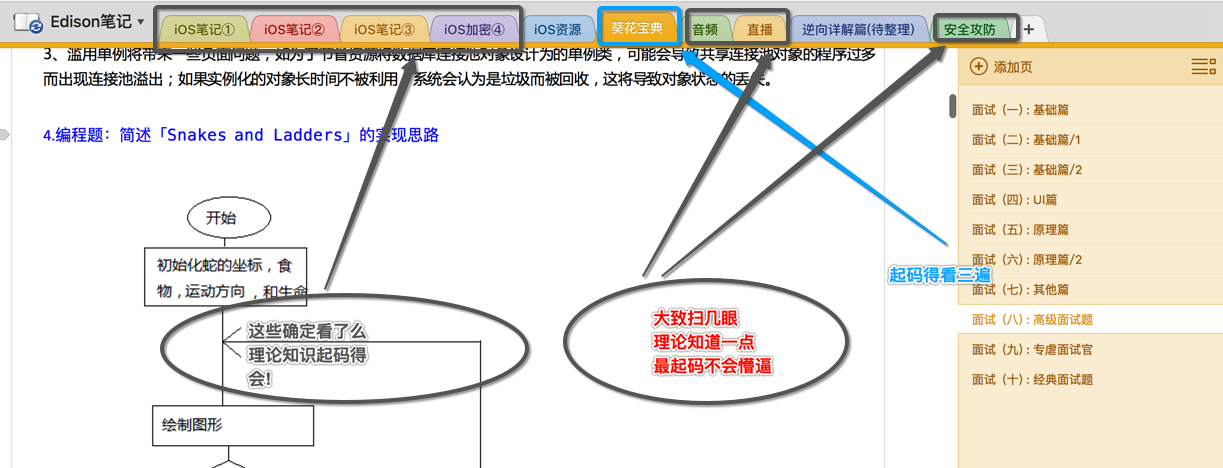 Edison笔记
iOS笔记①
iOS笔记②
iOS笔记③
iOS加密④
iOS资源
葵花宝典
音频
直播
逆向详解篇(待整理)
安全攻防
3、滥用单例将带来一些负面问题，如为了节省资源将数据库连接池对象设计为的单例类，可能会导致共享连接池对象的程序过多
而出现连接池溢出；如果实例化的对象长时间不被利用，系统会认为是垃圾而被回收，这将导致对象状态的丢失。
4.编程题：简述「Snakes and Ladders」的实现思路
开始
初始化蛇的坐标，食
物，运动方向，和生命
这些确定看了么
理论知识起码得
会!
绘制图形
大致扫几眼
理论知道一点
最起码不会懵逼
起码得看三遍
添加页
面试（一）: 基础篇
面试（二）: 基础篇/1
面试（三）: 基础篇/2
面试（四）: UI篇
面试（五）: 原理篇
面试（六）: 原理篇/2
面试（七）: 其他篇
面试（八）: 高级面试题
面试（九）: 专虐面试官
面试（十）: 经典面试题